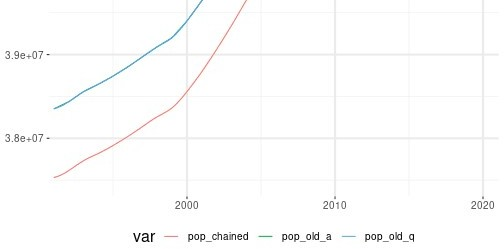 3.9e+07
3.8e+07
2000 2010 2020
var pop_chained pop_old_a pop_old_q